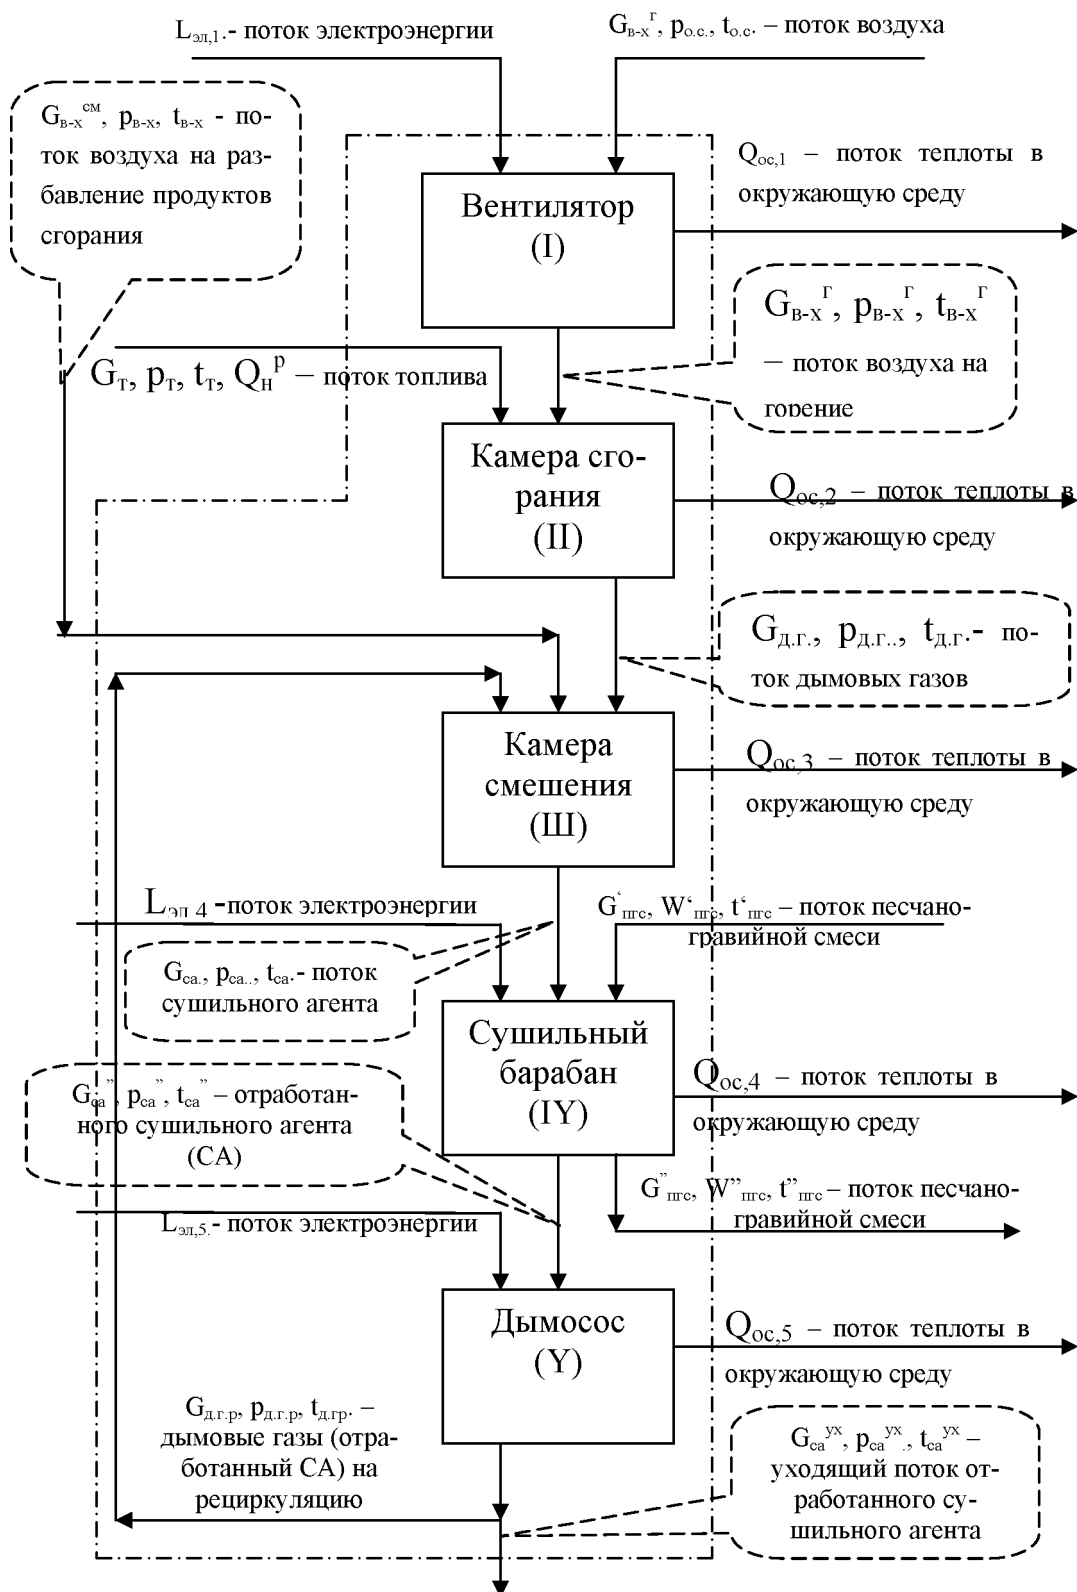 Lэл,1.- поток электроэнергии
Gв-хг, pо.с., tо.с. – поток воздуха
Gв-хсм, pв-х, tв-х - по-
ток воздуха на раз-
бавление продуктов
сгорания
Qос,1 – поток теплоты в
окружающую среду
Вентилятор
(I)
Gв-хГ, pв-хГ, tв-хГ
– поток воздуха на
горение
Gт, pт, tт, Qнр – поток топлива
Камера сго-
рания
(II)
Qос,2 – поток теплоты в
окружающую среду
Gд.г., pд.г.., tд.г.- по-
ток дымовых газов
Камера
смешения
(Ш)
Qос,3 – поток теплоты в
окружающую среду
Lэл,4 -поток электроэнергии
G‘пгс, W‘пгс, t‘пгс – поток песчано-
гравийной смеси
Gса., pса.., tса.- поток
сушильного агента
Сушильный
барабан
(IY)
Qос,4 – поток теплоты в
окружающую среду
Gса”, pса”, tса” – отработан-
ного сушильного агента
(СА)
G”пгс, W”пгс, t”пгс – поток песчано-
гравийной смеси
Lэл,5.- поток электроэнергии
Дымосос
(Y)
Qос,5 – поток теплоты в
окружающую среду
Gд.г.р, pд.г.р, tд.гр. –
дымовые газы (отра-
ботанный СА) на
рециркуляцию
Gсаух, pсаух., tсаух –
уходящий поток от-
работанного су-
шильного агента